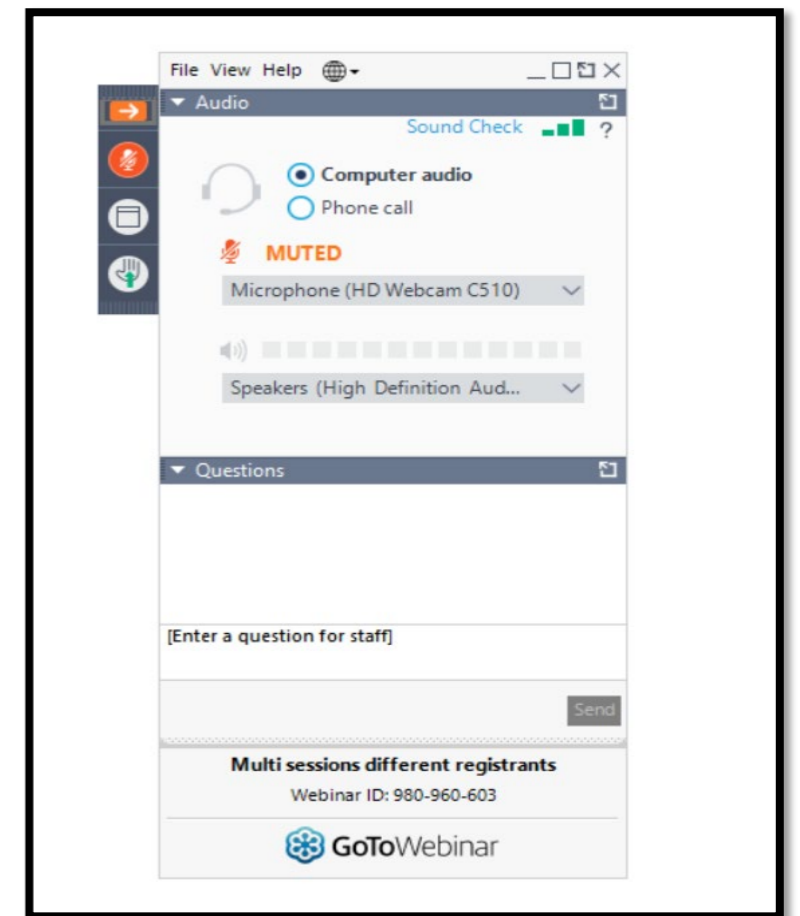 File View Help
Audio
Sound Check ?
Computer audio
Phone call
MUTED
Microphone (HD Webcam C510)
Speakers (High Definition Aud...
Questions
[Enter a question for staff]
Send
Multi sessions different registrants
Webinar ID: 980-960-603
GoToWebinar